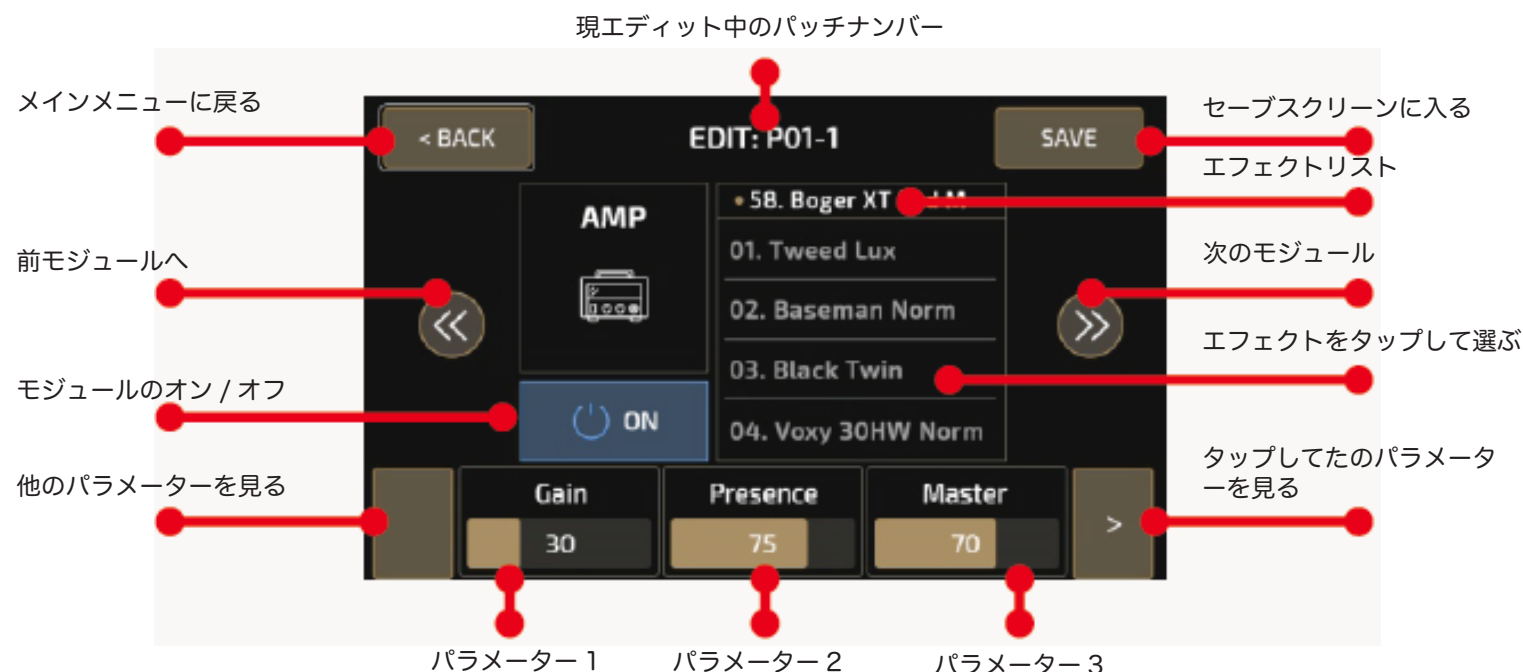 現エディット中のパッチナンバー
メインメニューに戻る
セーブスクリーンに入る
< BACK
EDIT: P01-1
SAVE
エフェクトリスト
AMP
• 58. Boger XT
前モジュールへ
01. Tweed Lux
次のモジュール
02. Baseman Norm
«
»
エフェクトをタップして選ぶ
03. Black Twin
モジュールのオン / オフ
ON
04. Voxy 30HW Norm
他のパラメーターを見る
タップしてたのパラメータ
ーを見る
Gain
Presence
Master
30
75
70
>
パラメーター 1
パラメーター 2
パラメーター 3